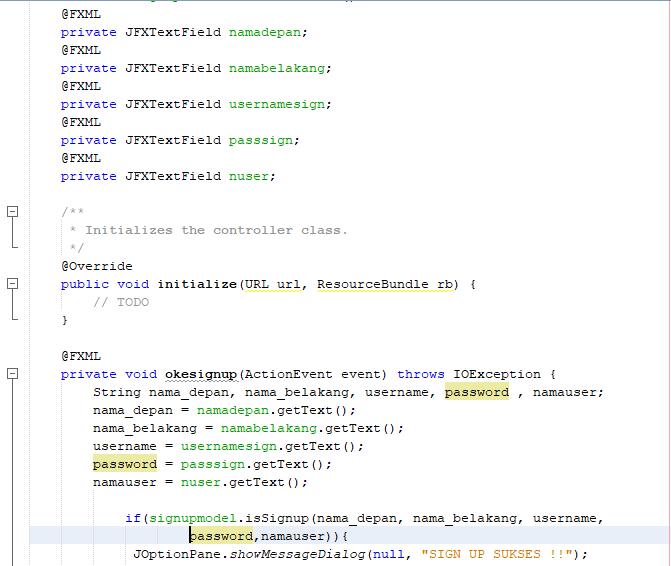 @FXML
private JFXTextField namadepan;
@FXML
private JFXTextField namabelakang;
@FXML
private JFXTextField usernamesign;
@FXML
private JFXTextField passsign;
@FXML
private JFXTextField nuser;
/**
* Initializes the controller class.
*/
@Override
public void initialize(URL url, ResourceBundle rb) {
// TODO
}
@FXML
private void okesignup(ActionEvent event) throws IOException {
String nama_depan, nama_belakang, username, password , namauser;
nama_depan = namadepan.getText();
nama_belakang = namabelakang.getText();
username = usernamesign.getText();
password = passsign.getText();
namauser = nuser.getText();
if(signupmodel.isSignup(nama_depan, nama_belakang, username,
password,namauser)){
JOptionPane.showMessageDialog(null, "SIGN UP SUKSES !!");